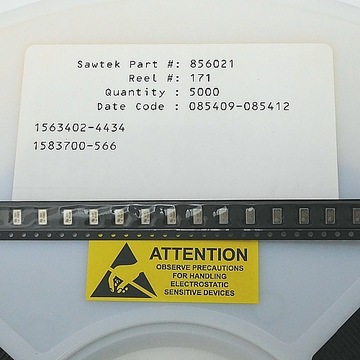 Sawtek Part #: 856021
Reel #: 171
Quantity : 5000
Date Code : 085409-085412
1563402-4434
1583700-566
ATTENTION
OBSERVE PRECAUTIONS
FOR HANDLING
ELECTROSTATIC
SENSITIVE DEVICES